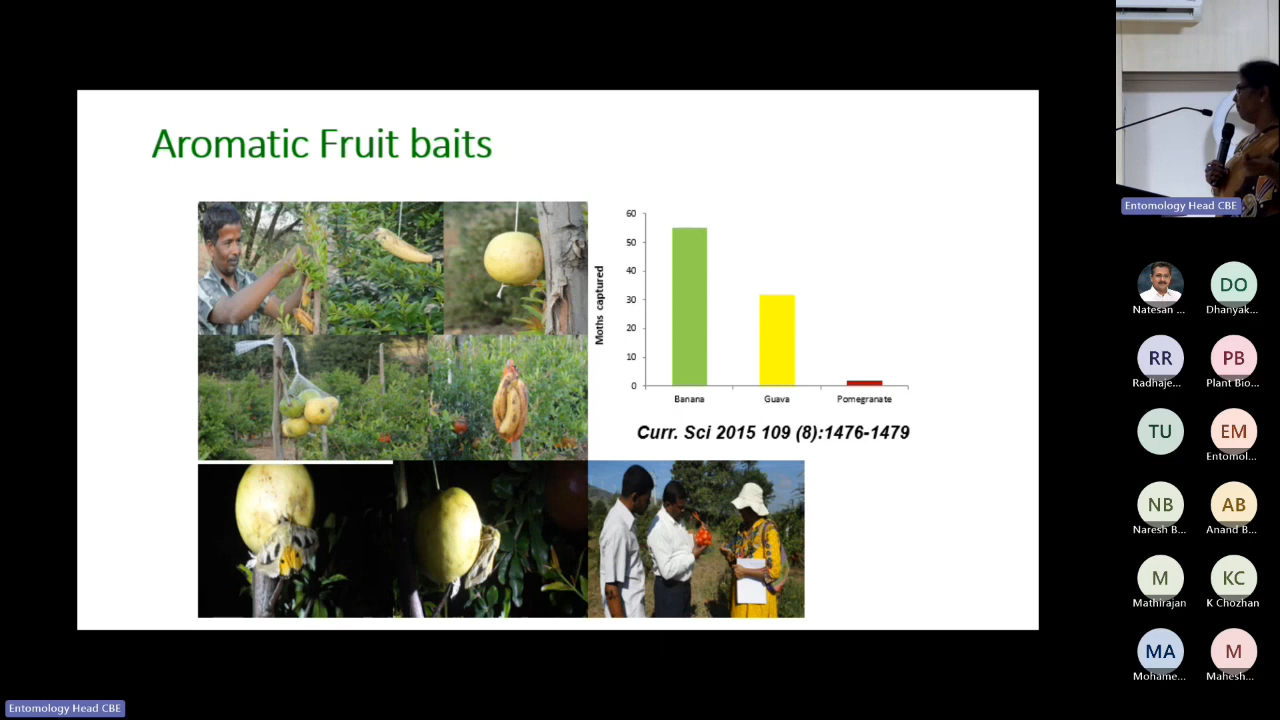 Aromatic Fruit baits
60
50
40
30
20
10
0
Moths captured
Banana
Guava
Pomegranate
Curr. Sci 2015 109 (8):1476-1479
Entomology Head CBE
Natesan ...
DO
Dhanyak...
RR
Radhaje...
PB
Plant Bio...
TU
EM
Entomol...
NB
Naresh B...
AB
Anand B...
M
Mathirajan
KC
K Chozhan
MA
Mohame...
M
Mahesh...
Entomology Head CBE